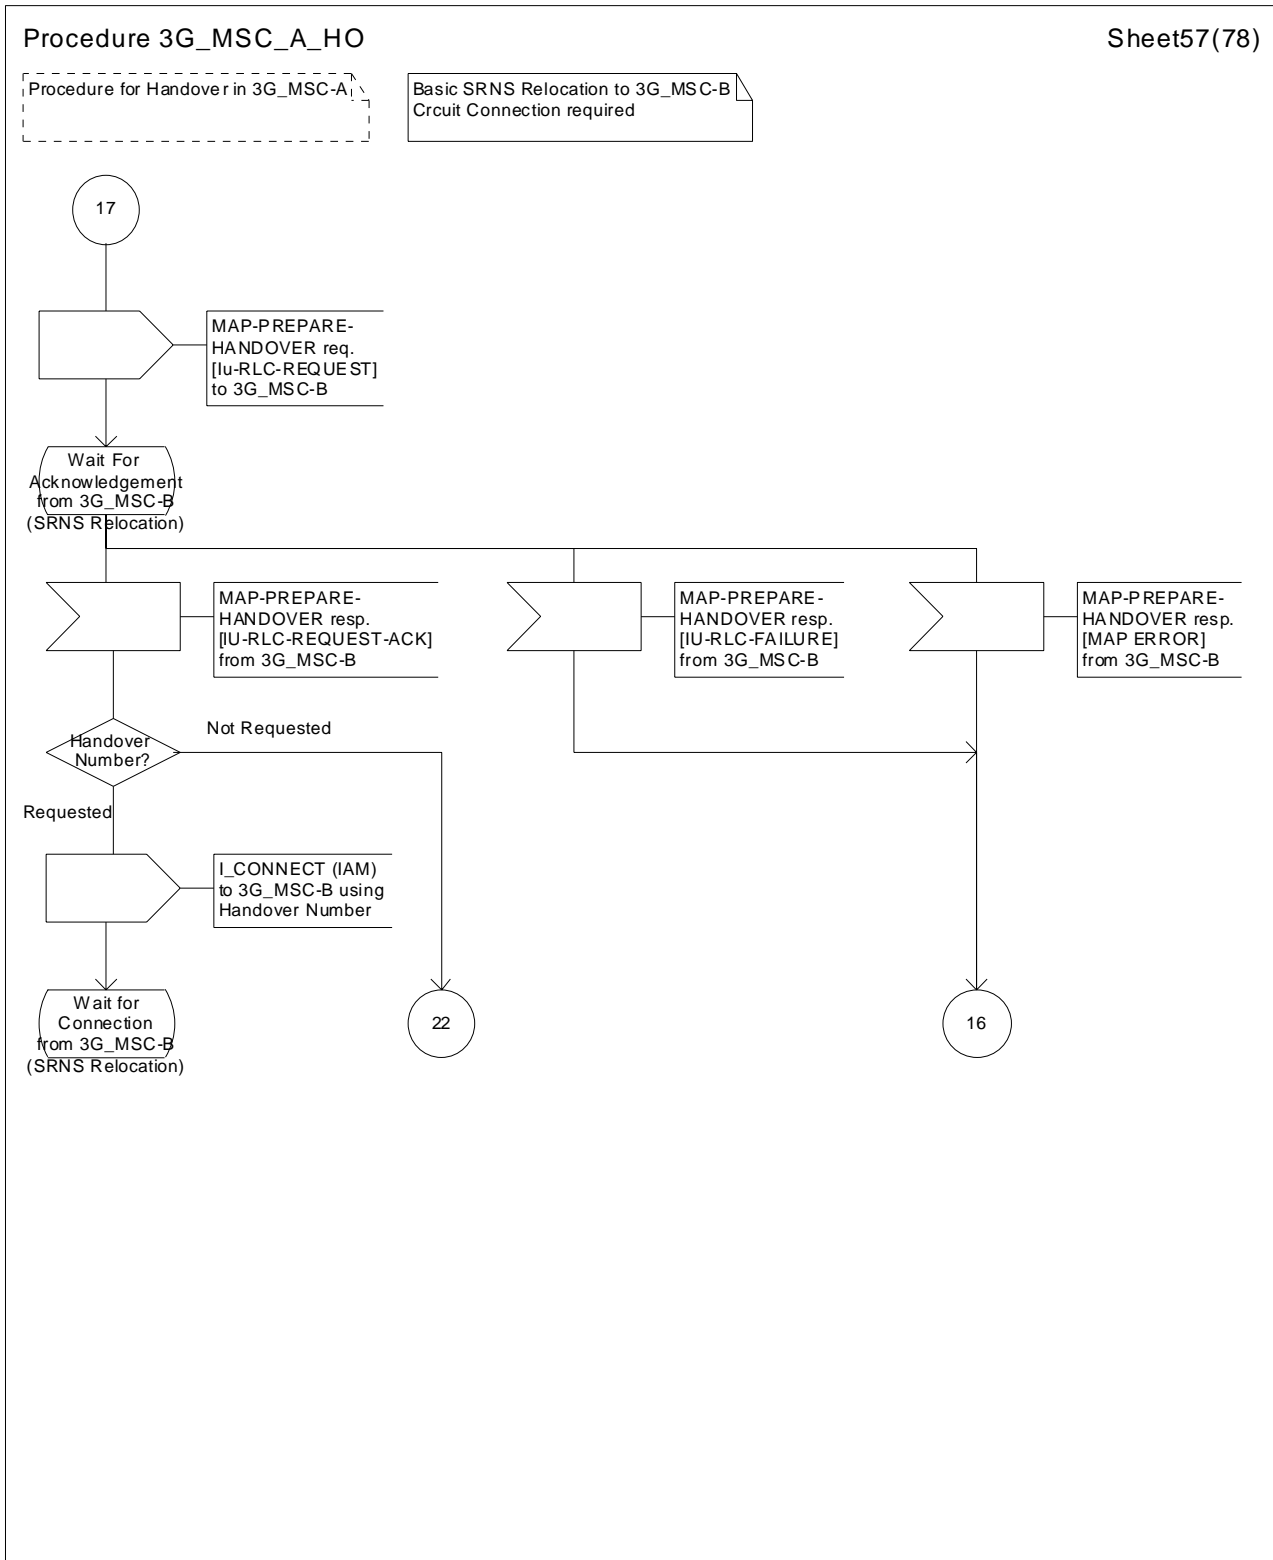 Procedure 3G_MSC_A_HO
Sheet57(78)
Procedure for Handover in 3G_MSC-A
Basic SRNS Relocation to 3G_MSC-B
Crcuit Connection required
17
MAP-PREPARE-
HANDOVER req.
[Iu-RLC-REQUEST]
to 3G_MSC-B
Wait For
Acknowledgement
from 3G_MSC-B
(SRNS Relocation)
MAP-PREPARE-
HANDOVER resp.
[IU-RLC-REQUEST-ACK]
from 3G_MSC-B
MAP-PREPARE-
HANDOVER resp.
[IU-RLC-FAILURE]
from 3G_MSC-B
MAP-PREPARE-
HANDOVER resp.
[MAP ERROR]
from 3G_MSC-B
Handover
Number?
Not Requested
Requested
I_CONNECT (IAM)
to 3G_MSC-B using
Handover Number
Wait for
Connection
from 3G_MSC-B
(SRNS Relocation)
22
16